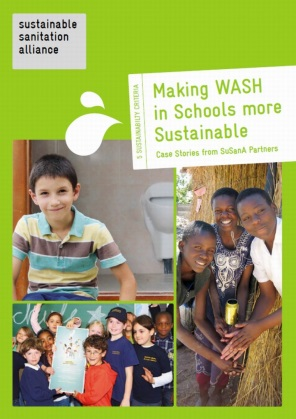 sustainable
sanitation
alliance
5 SUSTAINABILITY CRITERIA
Making WASH
in Schools more
Sustainable
Case Stories from SuSanA Partners